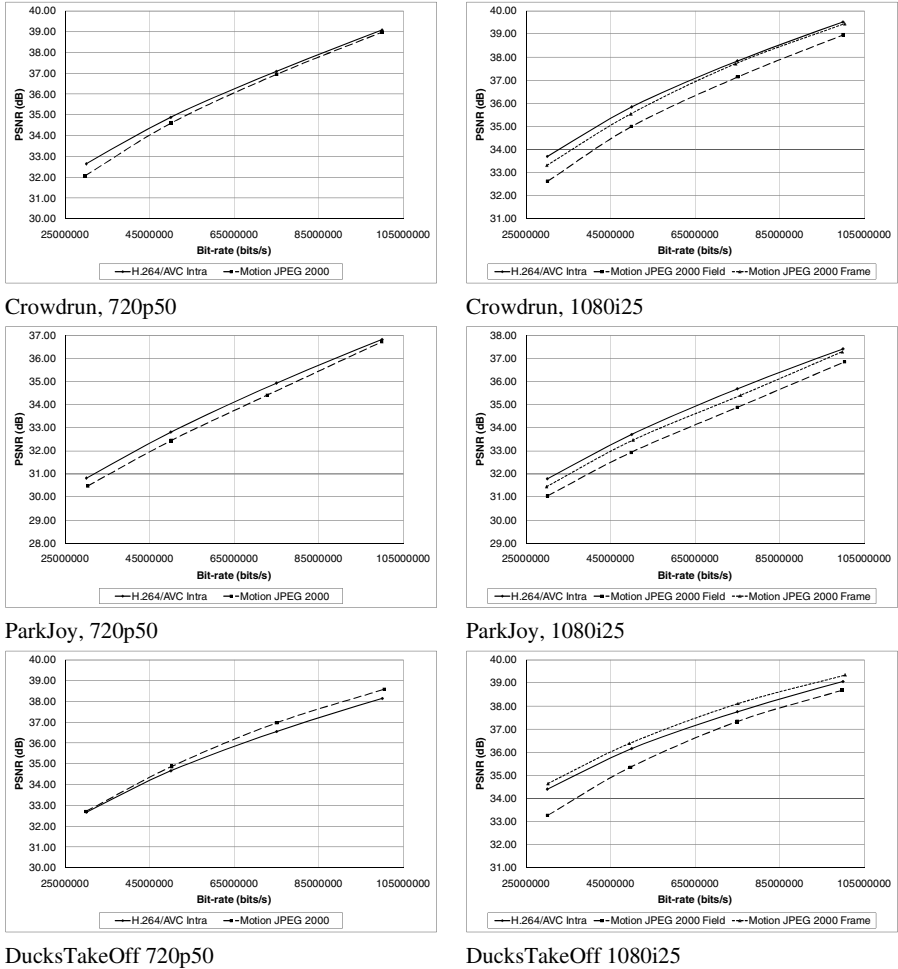 40.00
39.00
38.00
37.00
36.00
35.00
34.00
33.00
32.00
31.00
30.00
PSNR (dB)
25000000 45000000 65000000 85000000 105000000
Bit-rate (bits/s)
H.264/AVC Intra Motion JPEG 2000
Crowdrun, 720p50
40.00
39.00
38.00
37.00
36.00
35.00
34.00
33.00
32.00
31.00
PSNR (dB)
25000000 45000000 65000000 85000000 105000000
Bit-rate (bits/s)
H.264/AVC Intra Motion JPEG 2000 Field Motion JPEG 2000 Frame
Crowdrun, 1080i25
37.00
36.00
35.00
34.00
33.00
32.00
31.00
30.00
29.00
28.00
PSNR (dB)
25000000 45000000 65000000 85000000 105000000
Bit-rate (bits/s)
H.264/AVC Intra Motion JPEG 2000
ParkJoy, 720p50
38.00
37.00
36.00
35.00
34.00
33.00
32.00
31.00
30.00
29.00
PSNR (dB)
25000000 45000000 65000000 85000000 105000000
Bit-rate (bits/s)
H.264/AVC Intra Motion JPEG 2000 Field Motion JPEG 2000 Frame
ParkJoy, 1080i25
40.00
39.00
38.00
37.00
36.00
35.00
34.00
33.00
32.00
31.00
30.00
PSNR (dB)
25000000 45000000 65000000 85000000 105000000
Bit-rate (bits/s)
H.264/AVC Intra Motion JPEG 2000
DucksTakeOff 720p50
40.00
39.00
38.00
37.00
36.00
35.00
34.00
33.00
32.00
31.00
PSNR (dB)
25000000 45000000 65000000 85000000 105000000
Bit-rate (bits/s)
H.264/AVC Intra Motion JPEG 2000 Field Motion JPEG 2000 Frame
DucksTakeOff 1080i25